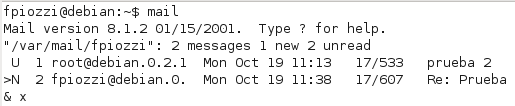 fpiozzi@debian:~$ mail
Mail version 8.1.2 01/15/2001.  Type ? for help.
"/var/mail/fpiozzi": 2 messages 1 new 2 unread
 U  1 root@debian.0.2.1  Mon Oct 19 11:13   17/533   prueba 2
>N  2 fpiozzi@debian.0.  Mon Oct 19 11:38   17/607   Re: Prueba
& x